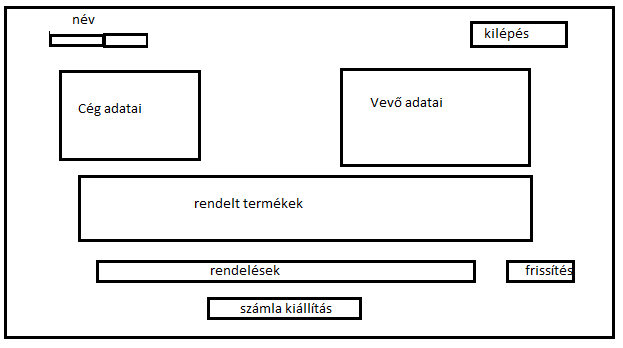 név
kilépés
Cég adatai
Vevő adatai
rendelt termékek
rendelések
frissítés
számla kiállítás